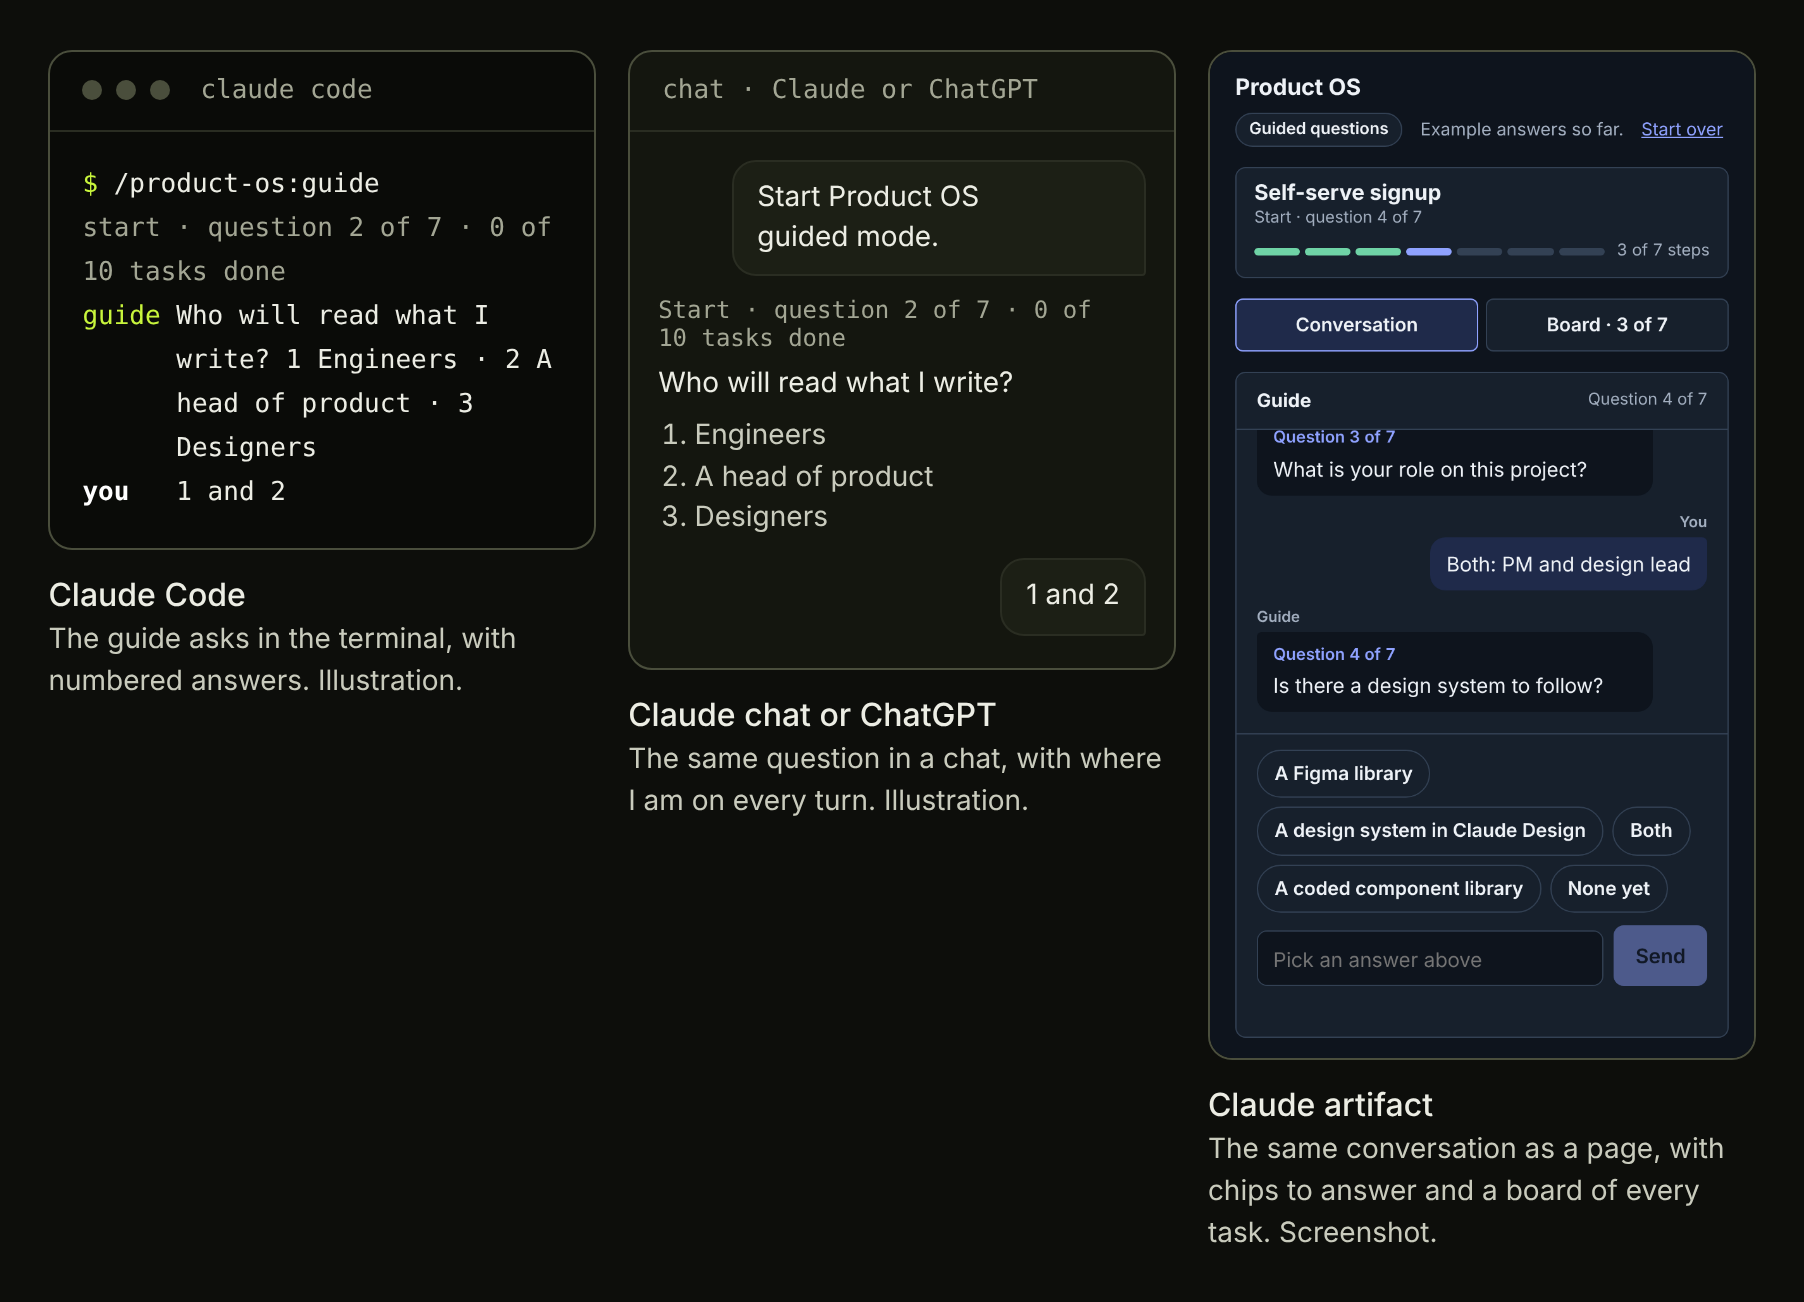 claude code
$ /product-os:guide
start · question 2 of 7 · 0 of
10 tasks done
guide Who will read what I
write? 1 Engineers · 2 A
head of product · 3
Designers
you 1 and 2
Claude Code
The guide asks in the terminal, with
numbered answers. Illustration.
chat · Claude or ChatGPT
Start Product OS
guided mode.
Start · question 2 of 7 · 0 of
10 tasks done
Who will read what I write?
1. Engineers
2. A head of product
3. Designers
1 and 2
Claude chat or ChatGPT
The same question in a chat, with where
I am on every turn. Illustration.
Product OS
Guided questions Example answers so far. Start over
Self-serve signup
Start · question 4 of 7
3 of 7 steps
Conversation Board · 3 of 7
Guide Question 4 of 7
Question 3 of 7
What is your role on this project?
You
Both: PM and design lead
Guide
Question 4 of 7
Is there a design system to follow?
A Figma library
A design system in Claude Design Both
A coded component library None yet
Pick an answer above Send
Claude artifact
The same conversation as a page, with
chips to answer and a board of every
task. Screenshot.